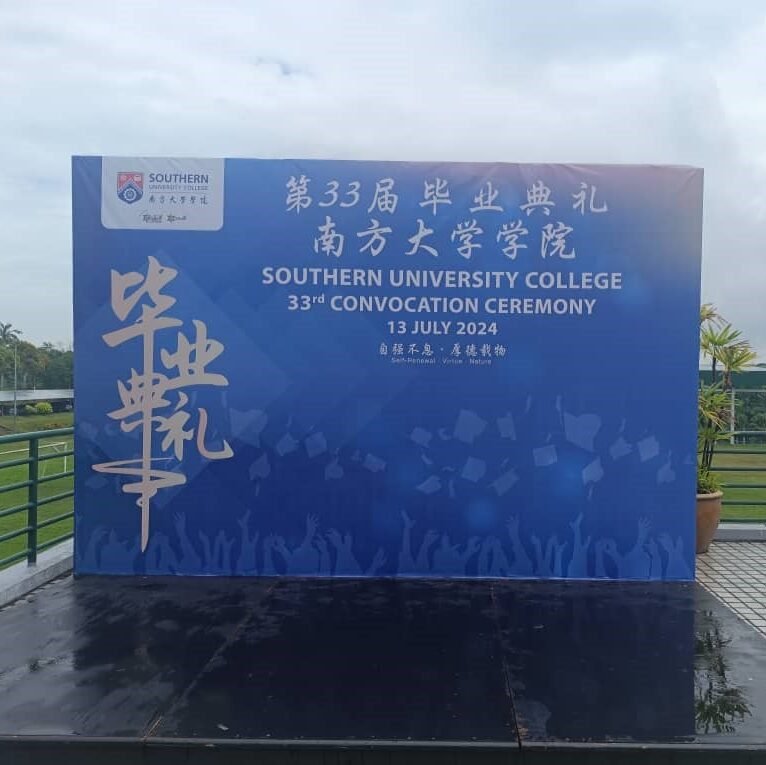 SOUTHERN
UNIVERSITY COLLEGE
南方大学学院
第33届 毕业典礼
南方大学学院
SOUTHERN UNIVERSITY COLLEGE
33rd CONVOCATION CEREMONY
13 JULY 2024
自强不息·厚德载物
Self-Renewal · Virtue · Nature
毕业典礼